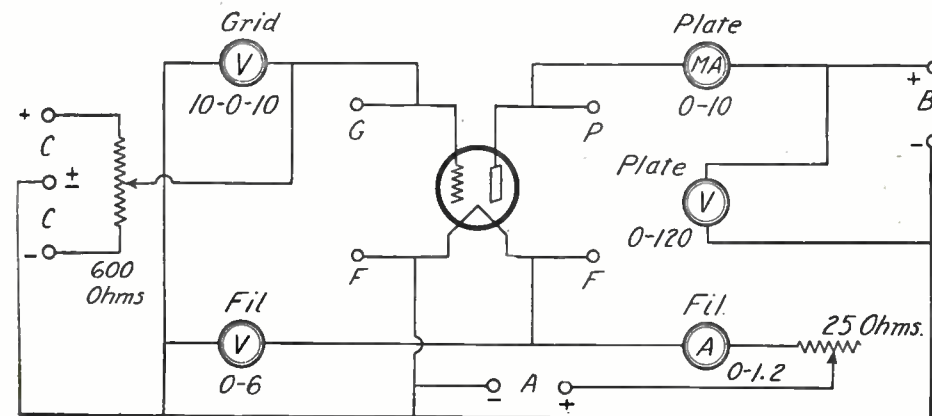 Grid
V
10-0-10
Plate
MA
0-10
+
B
-
+
C
±
C
-
600
Ohms
G
P
Plate
V
0-120
F
F
Fil
V
0-6
Fil.
A
0-1.2
25 Ohms.
- A +